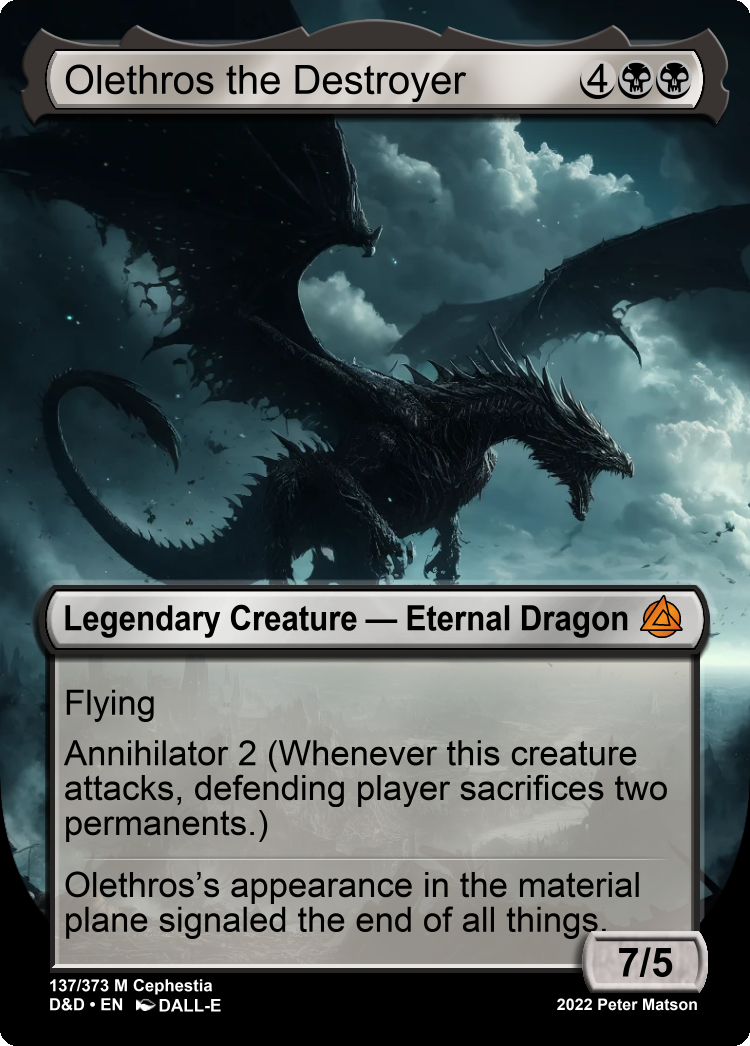 Olethros the Destroyer 4
Legendary Creature — Eternal Dragon
Flying
Annihilator 2 (Whenever this creature
attacks, defending player sacrifices two
permanents.)
Olethros’s appearance in the material
plane signaled the end of all things.
7/5
137/373 M Cephestia
D&D • EN DALL-E
2022 Peter Matson